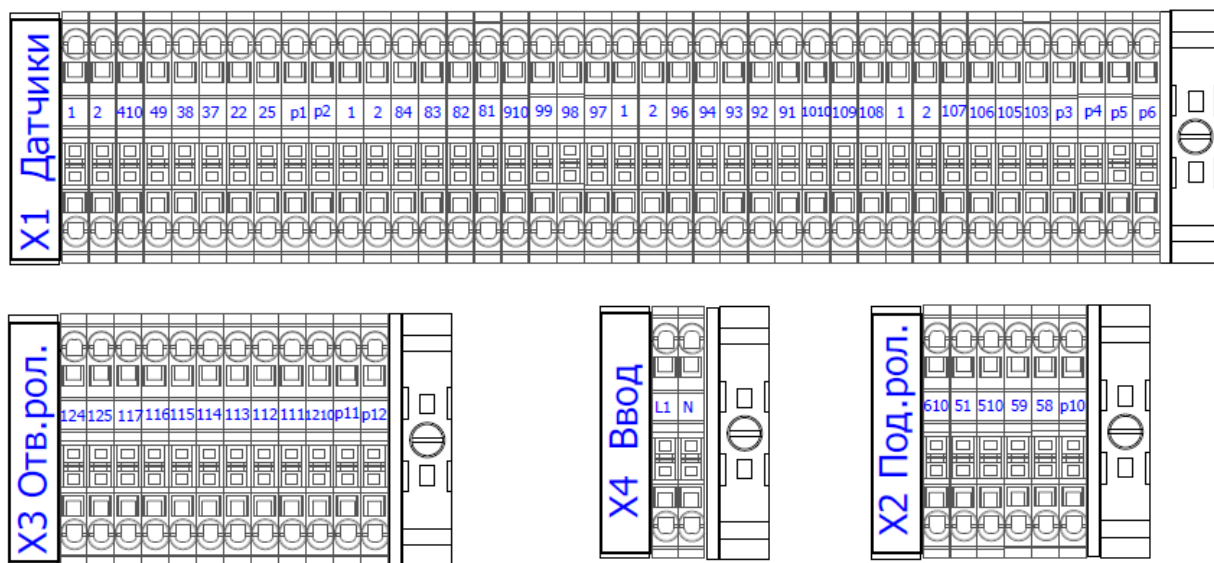 X1 Датчики
1 2 410 49 38 37 22 25 p1 p2 1 2 84 83 82 81 910 99 98 97 1 2 96 94 93 92 91 1010 109 108 1 2 107 106 105 103 p3 p4 p5 p6
X3 Отв.рол.
124 125 117 116 115 114 113 112 111 1210 p11 p12
X4 Ввод
L1 N
X2 Под.рол.
610 51 510 59 58 p10